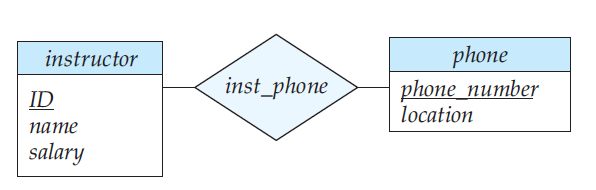 instructor
ID
name
salary
inst_phone
phone
phone_number
location